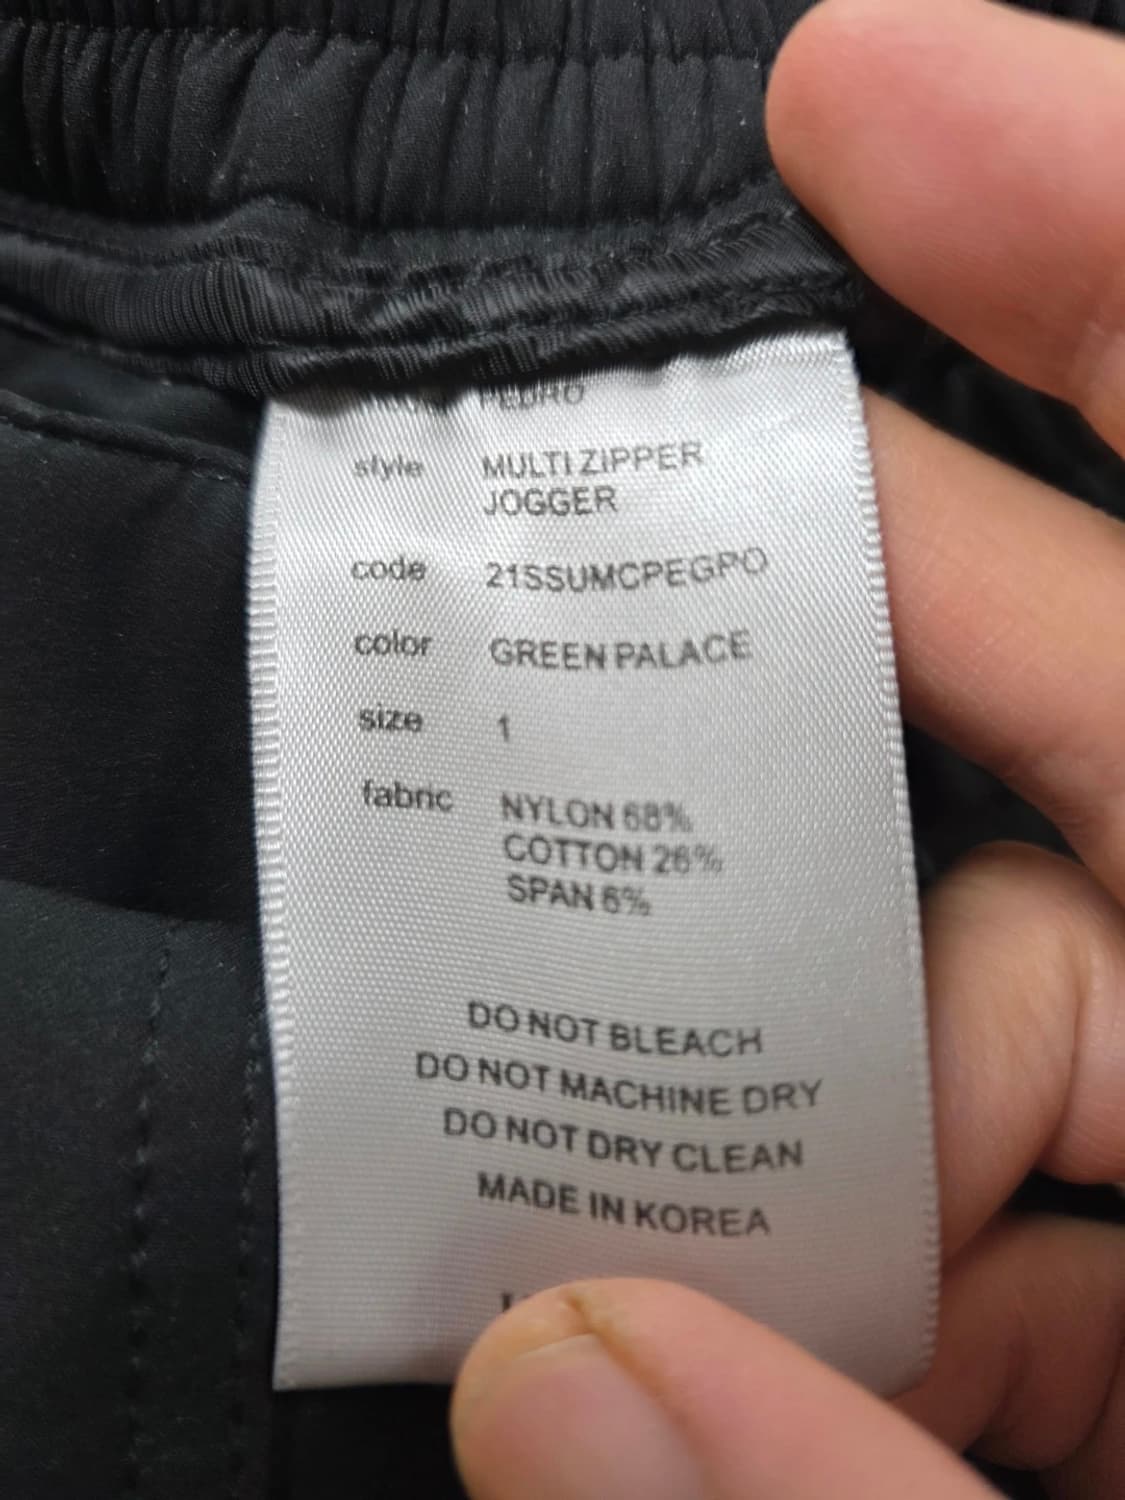 PEDRO
style MULTI ZIPPER
JOGGER
code 21SSUMCPEGPO
color GREEN PALACE
size 1
fabric NYLON 68%
COTTON 26%
SPAN 6%
DO NOT BLEACH
DO NOT MACHINE DRY
DO NOT DRY CLEAN
MADE IN KOREA